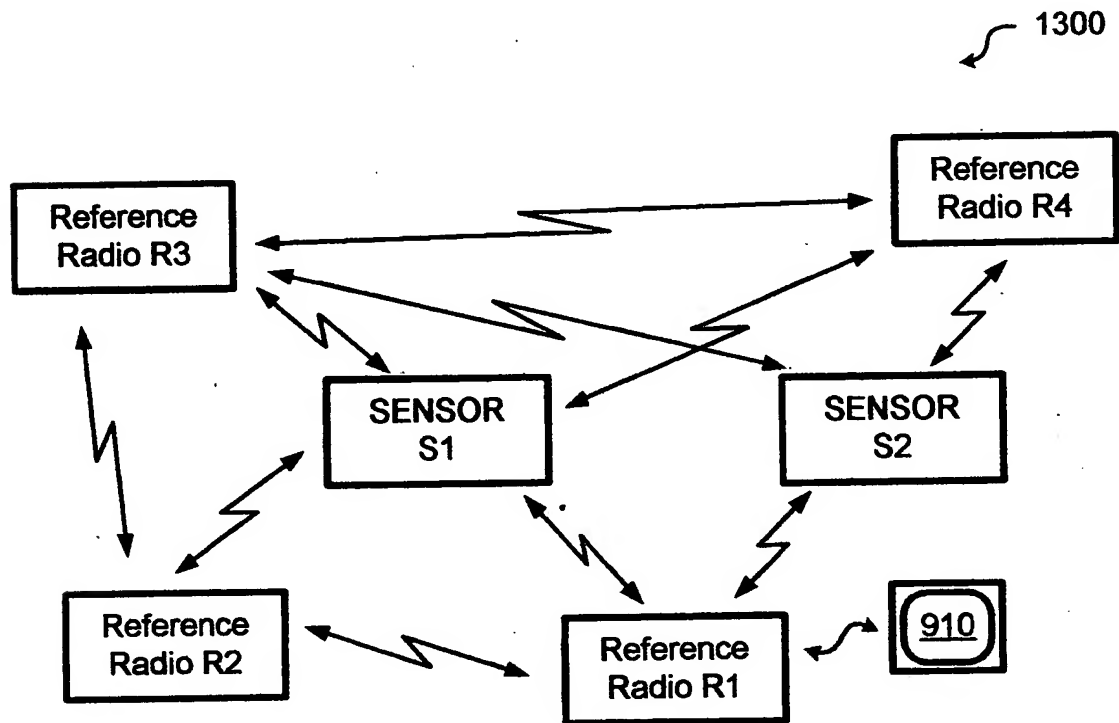 1300
Reference
Radio R4
Reference
Radio R3
SENSOR
S1
SENSOR
S2
Reference
Radio R2
Reference
Radio R1
910